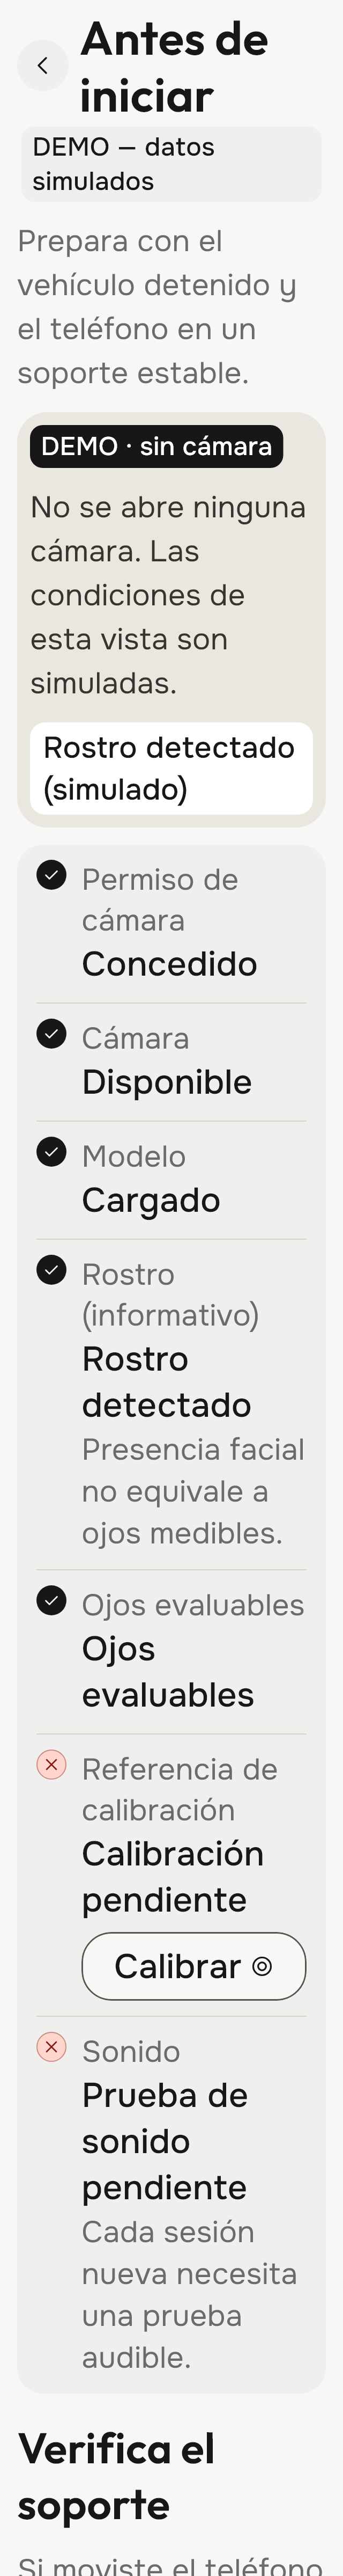 Antes de
iniciar
DEMO — datos
simulados
Prepara con el
vehículo detenido y
el teléfono en un
soporte estable.
DEMO · sin cámara
No se abre ninguna
cámara. Las
condiciones de
esta vista son
simuladas.
Rostro detectado
(simulado)
Permiso de
cámara
Concedido
Cámara
Disponible
Modelo
Cargado
Rostro
(informativo)
Rostro
detectado
Presencia facial
no equivale a
ojos medibles.
Ojos evaluables
Ojos
evaluables
Referencia de
calibración
Calibración
pendiente
Calibrar
Sonido
Prueba de
sonido
pendiente
Cada sesión
nueva necesita
una prueba
audible.
Verifica el
soporte
Si moviste el teléfono